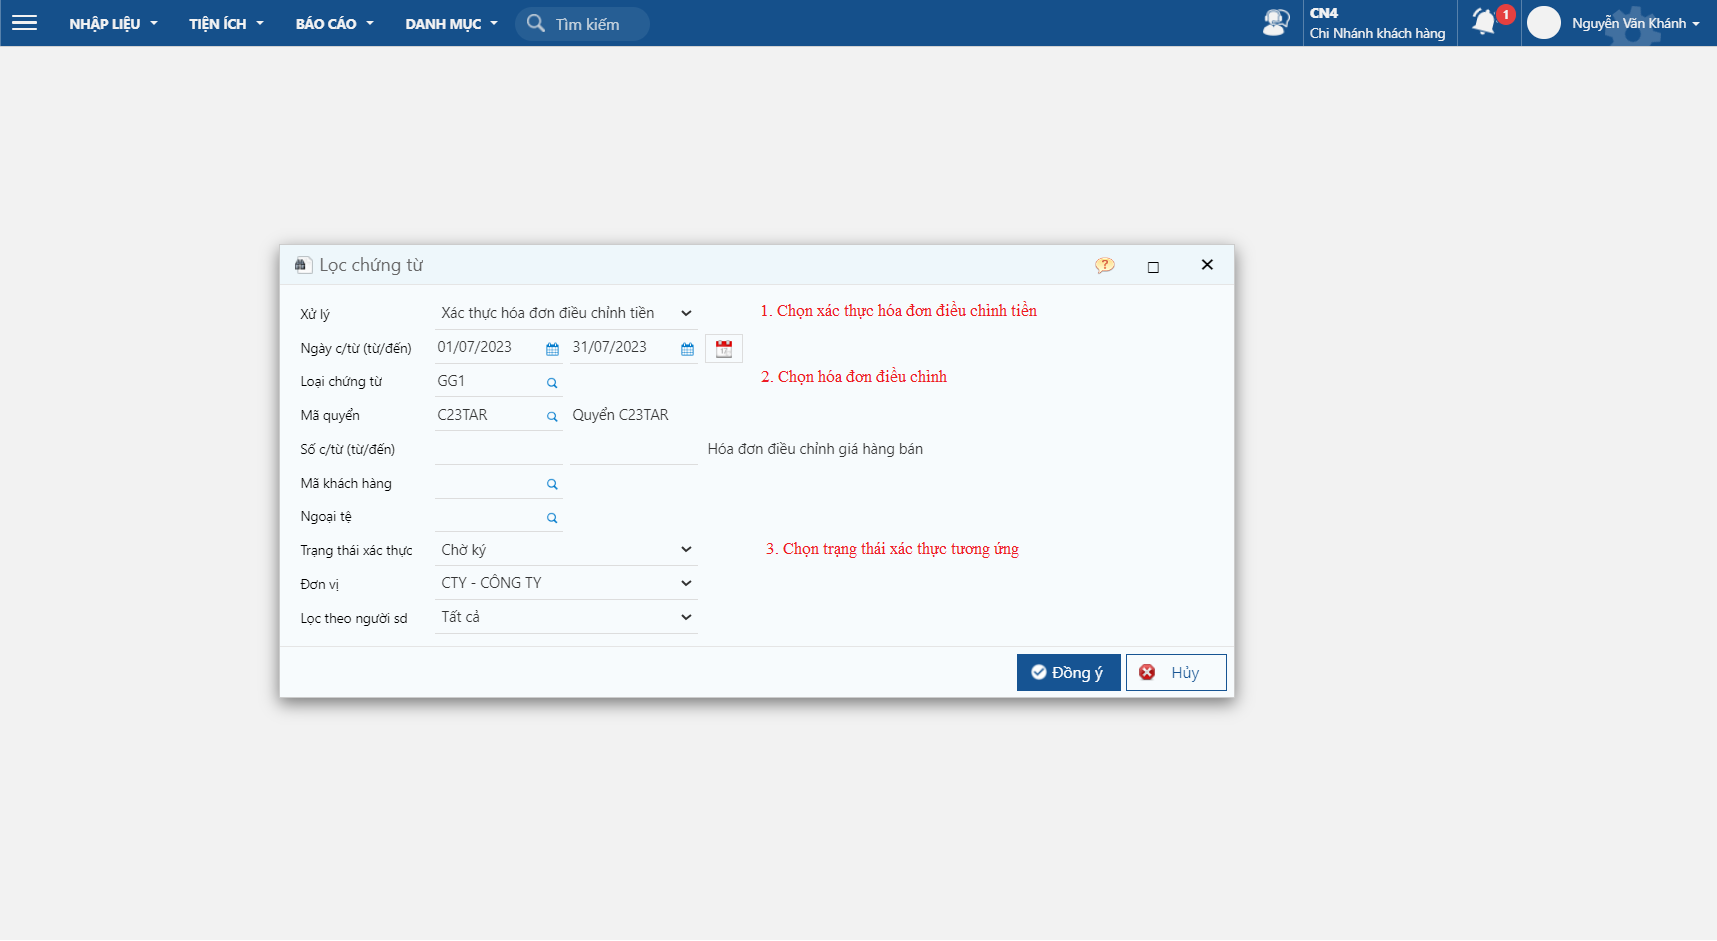 NHẬP LIỆU TIỆN ÍCH BÁO CÁO DANH MỤC Tìm kiếm CN4 1 Nguyễn Văn Khánh
Chi Nhánh khách hàng
Lọc chứng từ ?
Xử lý Xác thực hóa đơn điều chỉnh tiền 1. Chọn xác thực hóa đơn điều chỉnh tiền
Ngày c/từ (từ/đến) 01/07/2023 31/07/2023
Loại chứng từ GG1 2. Chọn hóa đơn điều chỉnh
Mã quyển C23TAR Quyển C23TAR
Số c/từ (từ/đến) Hóa đơn điều chỉnh giá hàng bán
Mã khách hàng
Ngoại tệ
Trạng thái xác thực Chờ ký 3. Chọn trạng thái xác thực tương ứng
Đơn vị CTY - CÔNG TY
Lọc theo người sd Tất cả
Đồng ý Hủy